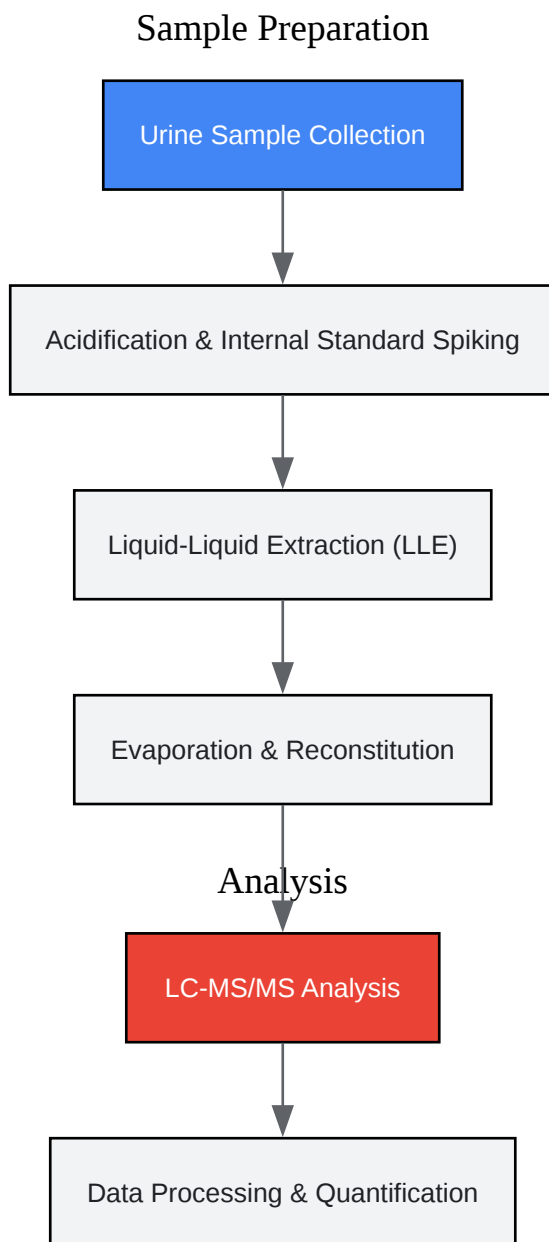 Sample Preparation
Urine Sample Collection
Acidification & Internal Standard Spiking
Liquid-Liquid Extraction (LLE)
Evaporation & Reconstitution
Analysis
LC-MS/MS Analysis
Data Processing & Quantification